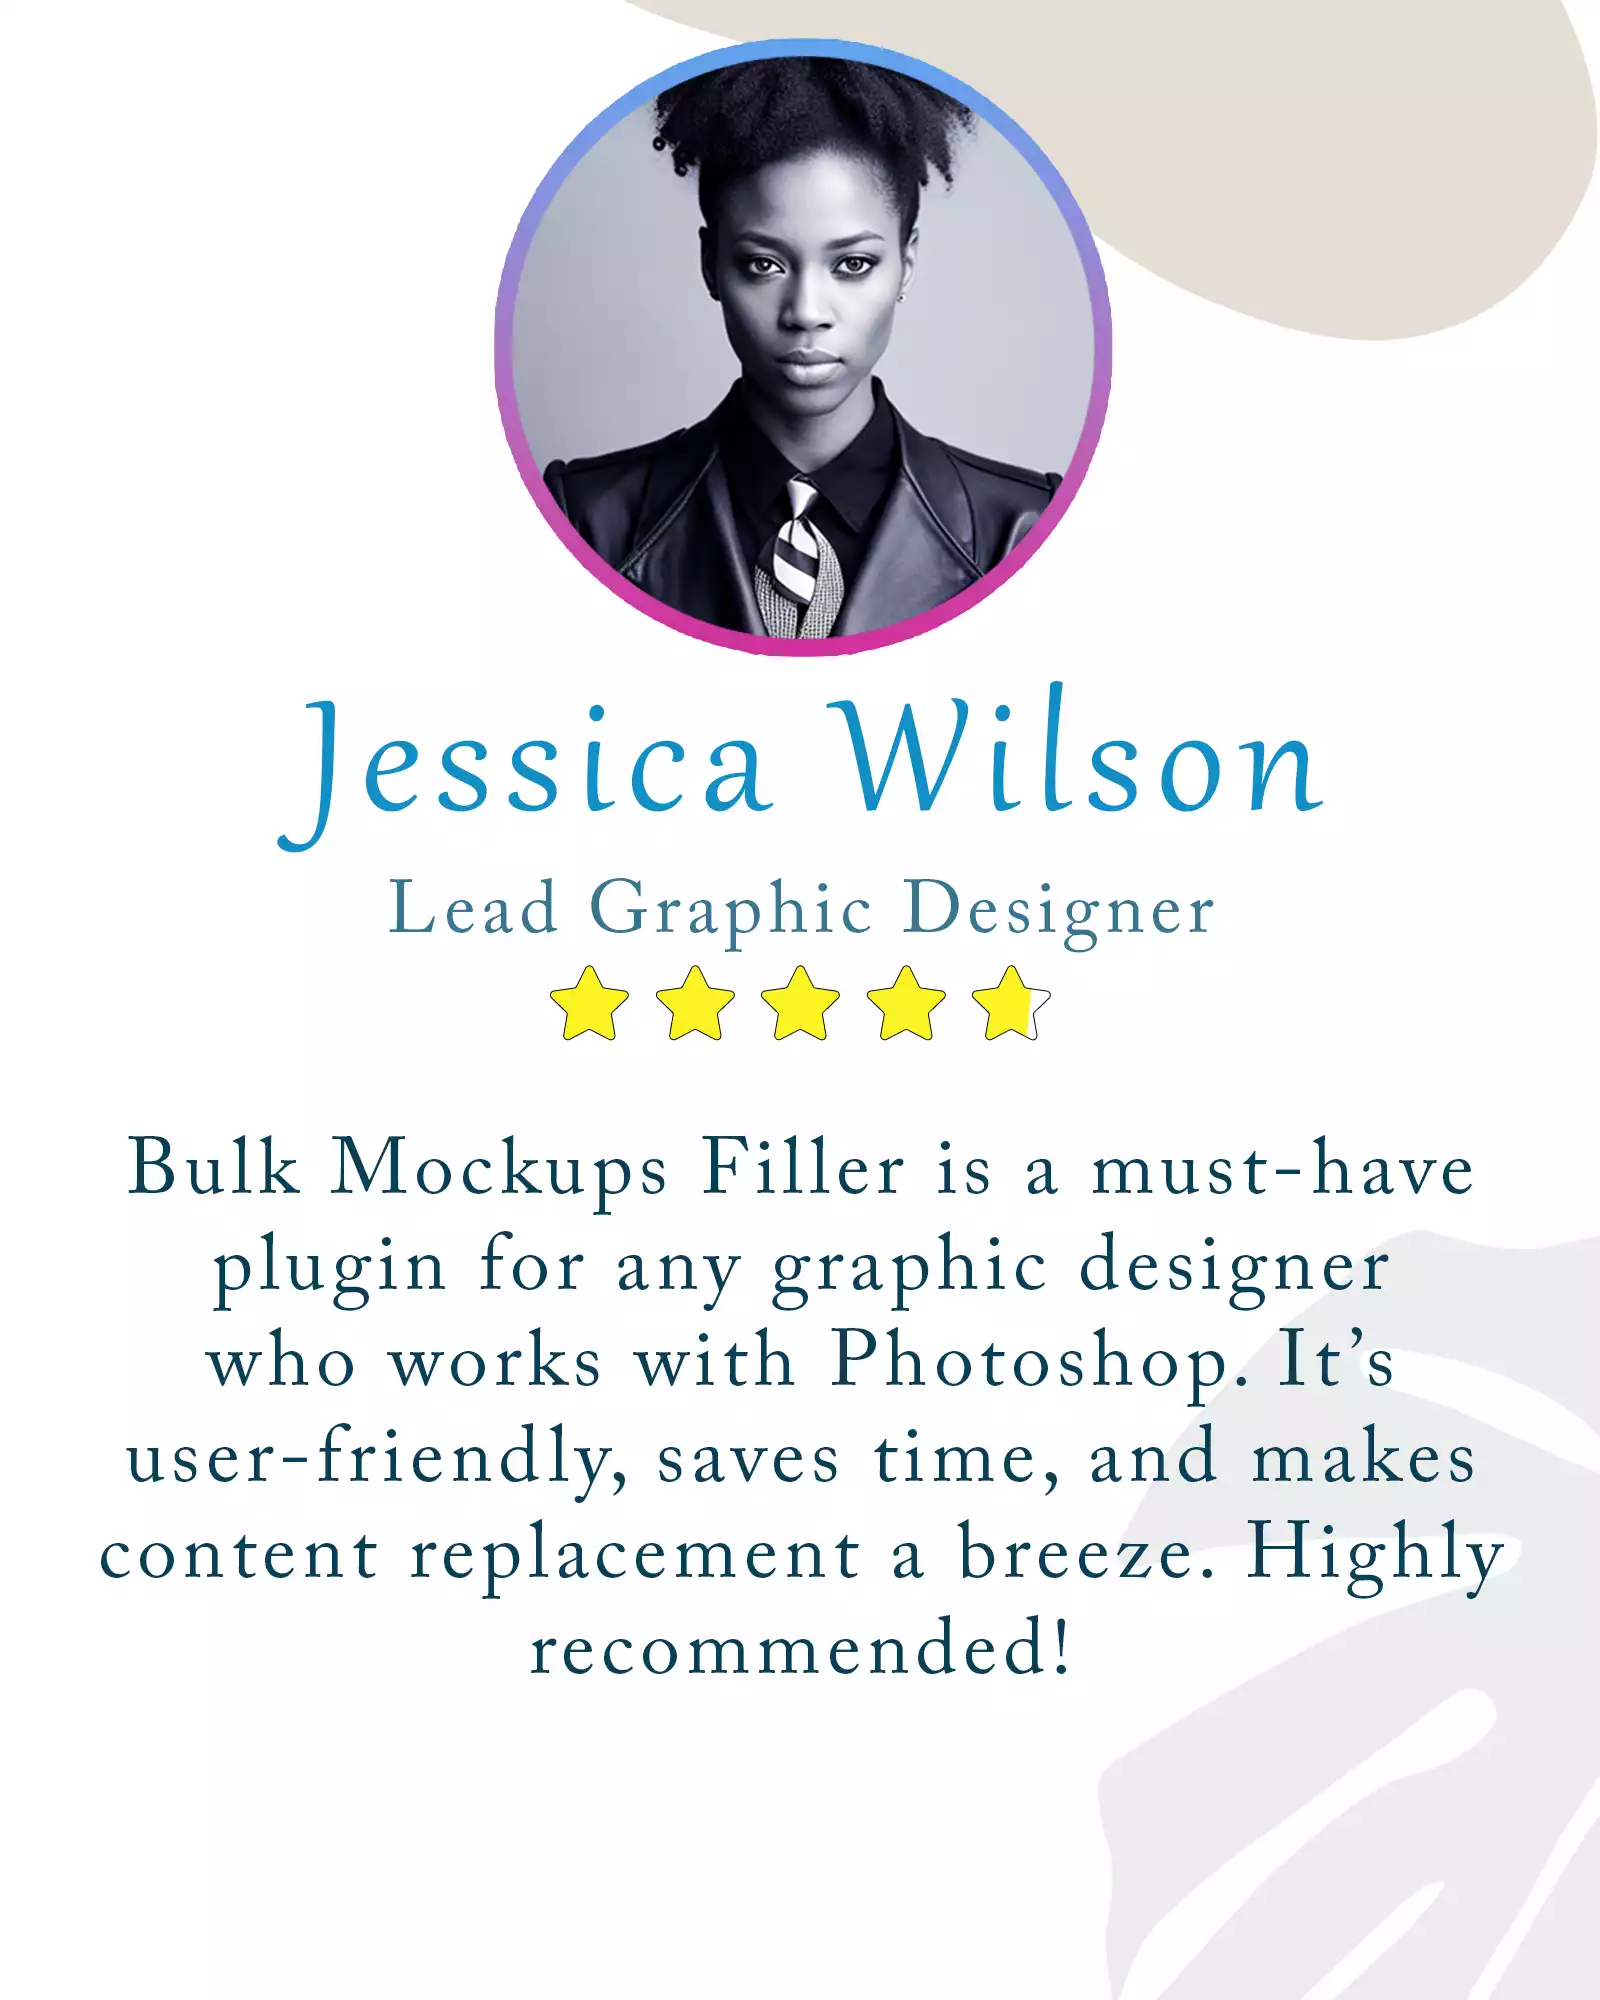 Jessica Wilson
Lead Graphic Designer
Bulk Mockups Filler is a must-have
plugin for any graphic designer
who works with Photoshop. It’s
user-friendly, saves time, and makes
content replacement a breeze. Highly
recommended!